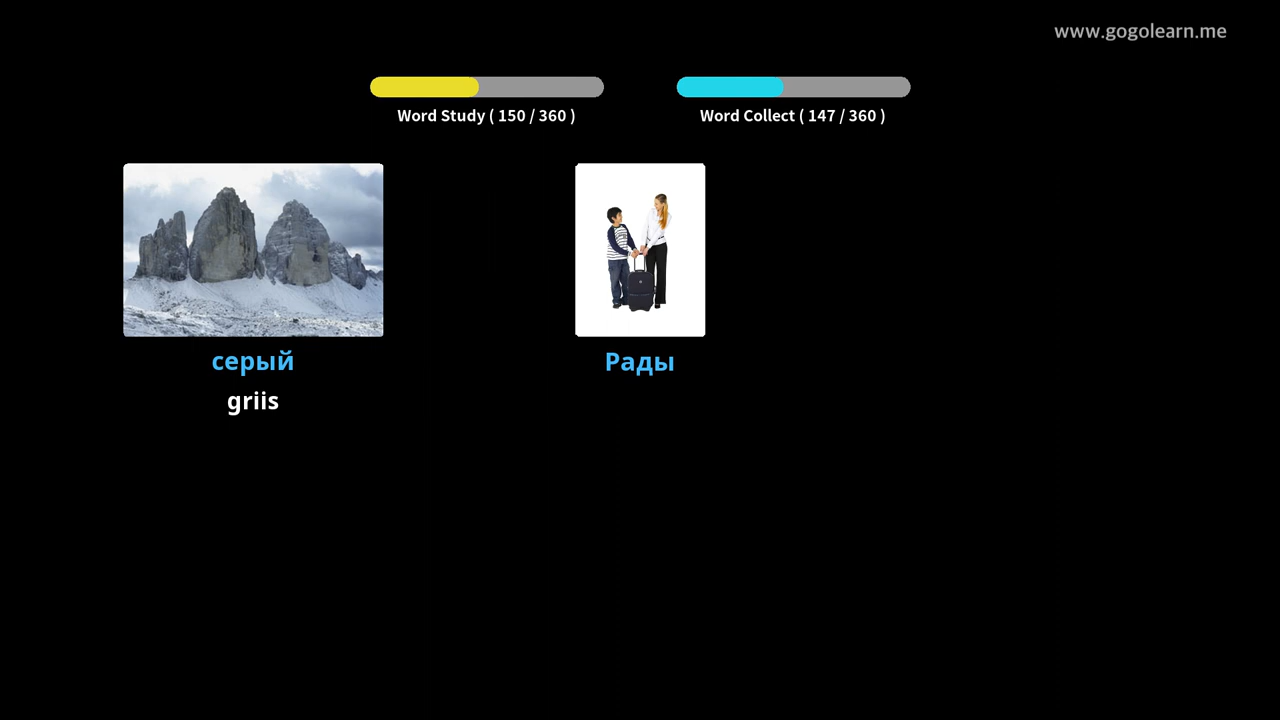 www.gogolearn.me
Word Study ( 150 / 360 )
Word Collect ( 147 / 360 )
серый
griis
Рады